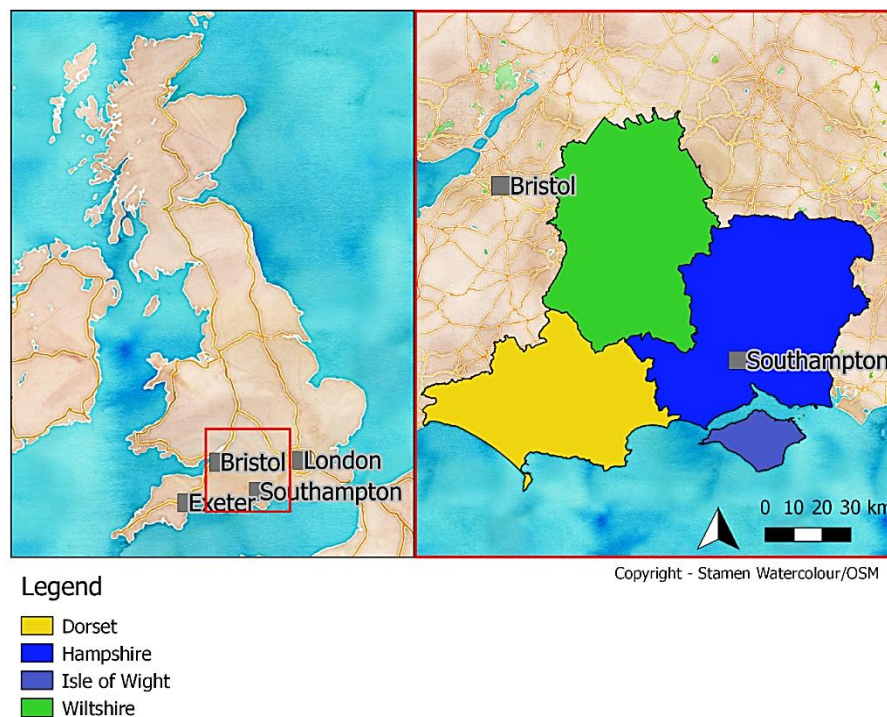 Bristol
London
Southampton
Exeter
Bristol
Southampton
0 10 20 30 km
Copyright - Stamen Watercolour/OSM
Legend
Dorset
Hampshire
Isle of Wight
Wiltshire